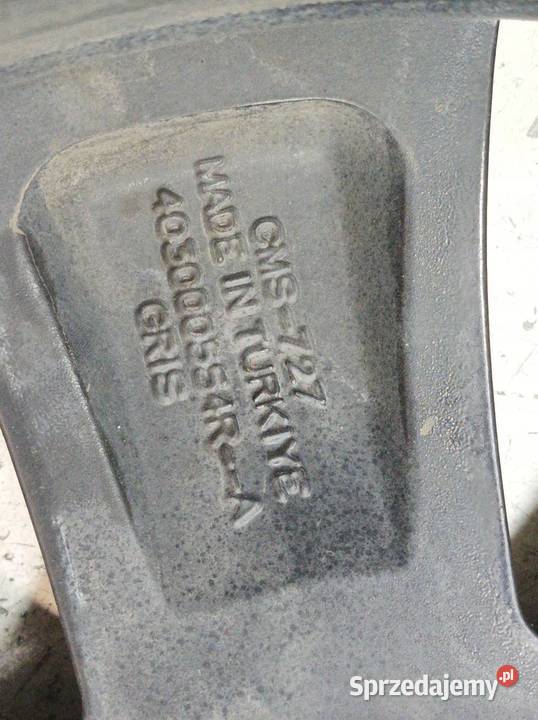 CMS-727
MADE IN TURKIYE
403000554R--A
GRIS
Sprzedajemy.pl